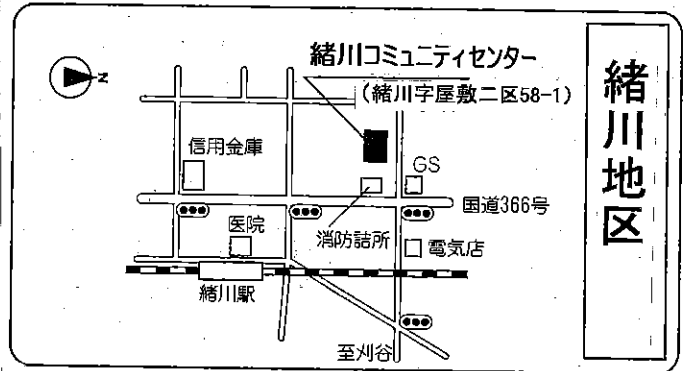 緒川地区
緒川コミュニティセンター
(緒川字屋敷二区58-1)
N
信用金庫
GS
国道366号
医院
消防詰所
電気店
緒川駅
至刈谷